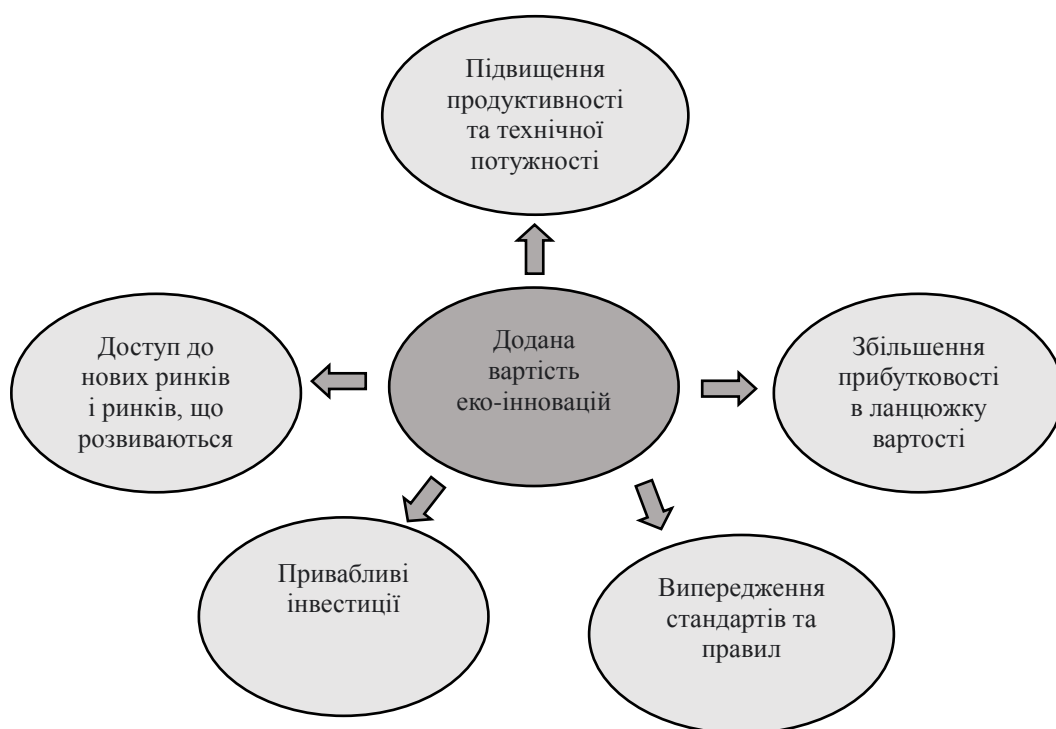 Підвищення
продуктивності
та технічної
потужності
Доступ до
нових ринків
і ринків, що
розвиваються
Додана
вартість
еко-інновацій
Збільшення
прибутковості
в ланцюжку
вартості
Привабливі
інвестиції
Випередження
стандартів та
правил